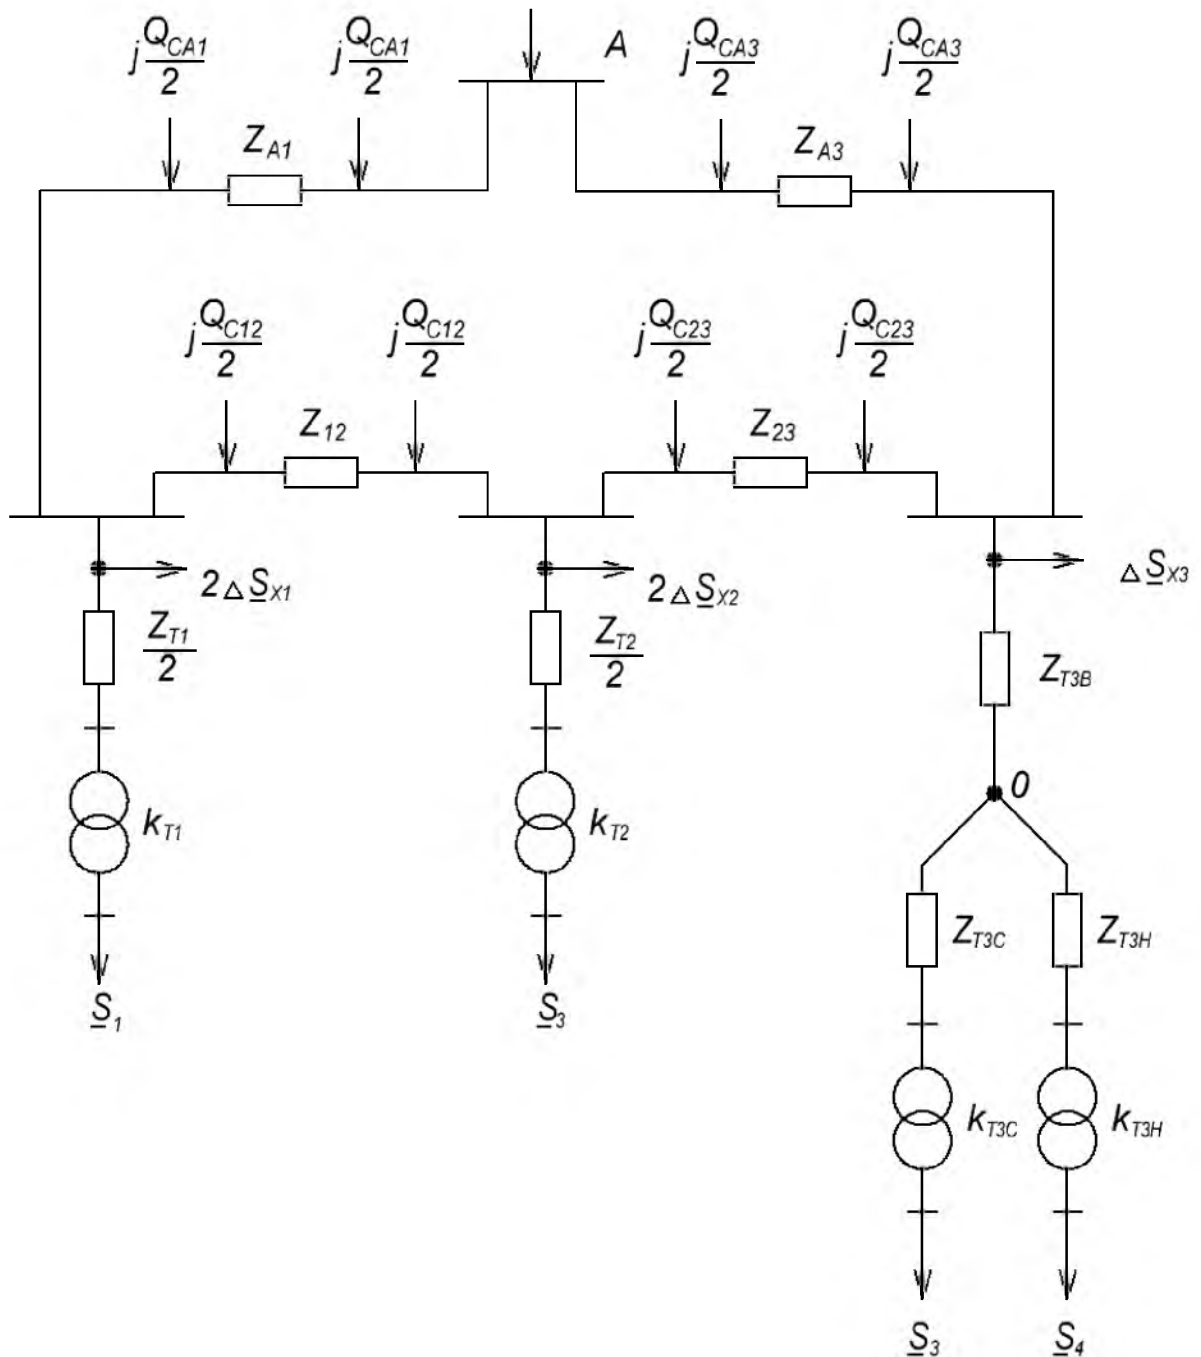 j Q_CA1/2 j Q_CA1/2 A j Q_CA3/2 j Q_CA3/2
Z_A1 Z_A3
j Q_C12/2 j Q_C12/2 j Q_C23/2 j Q_C23/2
Z_12 Z_23
2△S_X1 2△S_X2 △S_X3
Z_T1/2 Z_T2/2 Z_T3B
0
k_T1 k_T2
Z_T3C Z_T3H
S_1 S_3
k_T3C k_T3H
S_3 S_4